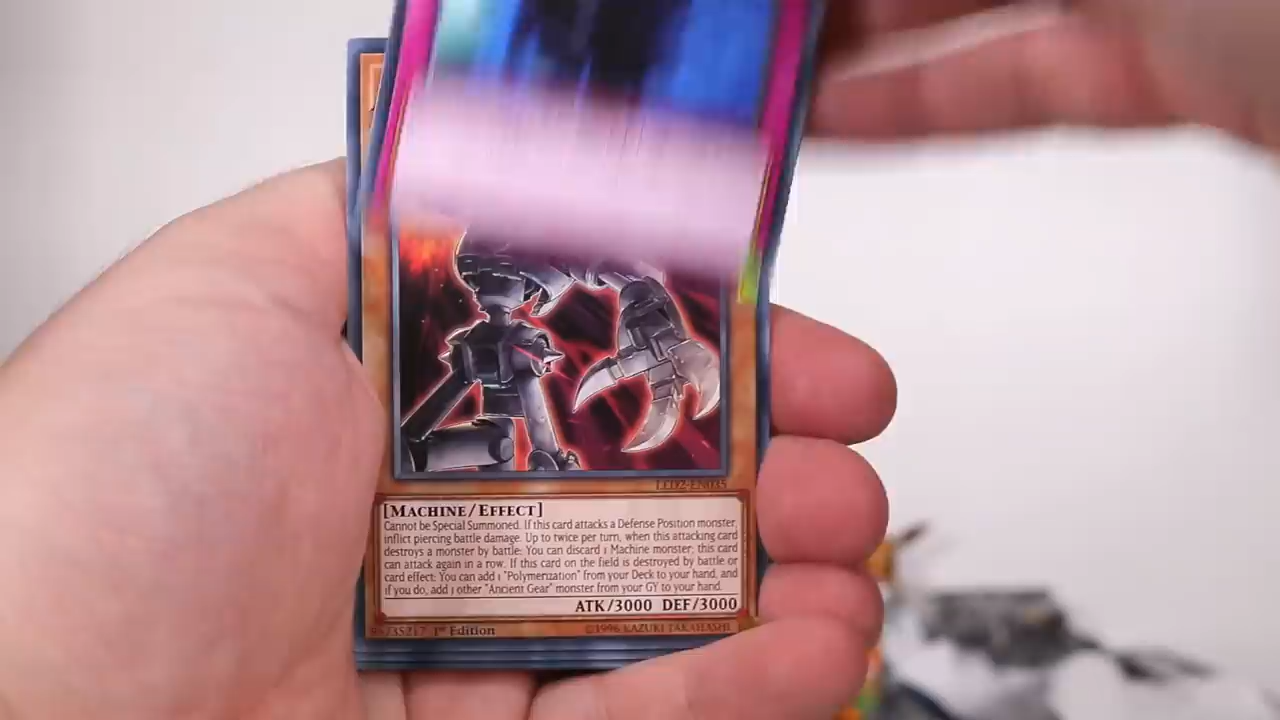 LED2-EN035
[MACHINE/EFFECT]
Cannot be Special Summoned. If this card attacks a Defense Position monster,
inflict piercing battle damage. Up to twice per turn, when this attacking card
destroys a monster by battle: You can discard 1 Machine monster; this card
can attack again in a row. If this card on the field is destroyed by battle or
card effect: You can add 1 "Polymerization" from your Deck to your hand, and
if you do, add 1 other "Ancient Gear" monster from your GY to your hand.
ATK/3000 DEF/3000
1st Edition
©1996 KAZUKI TAKAHASHI